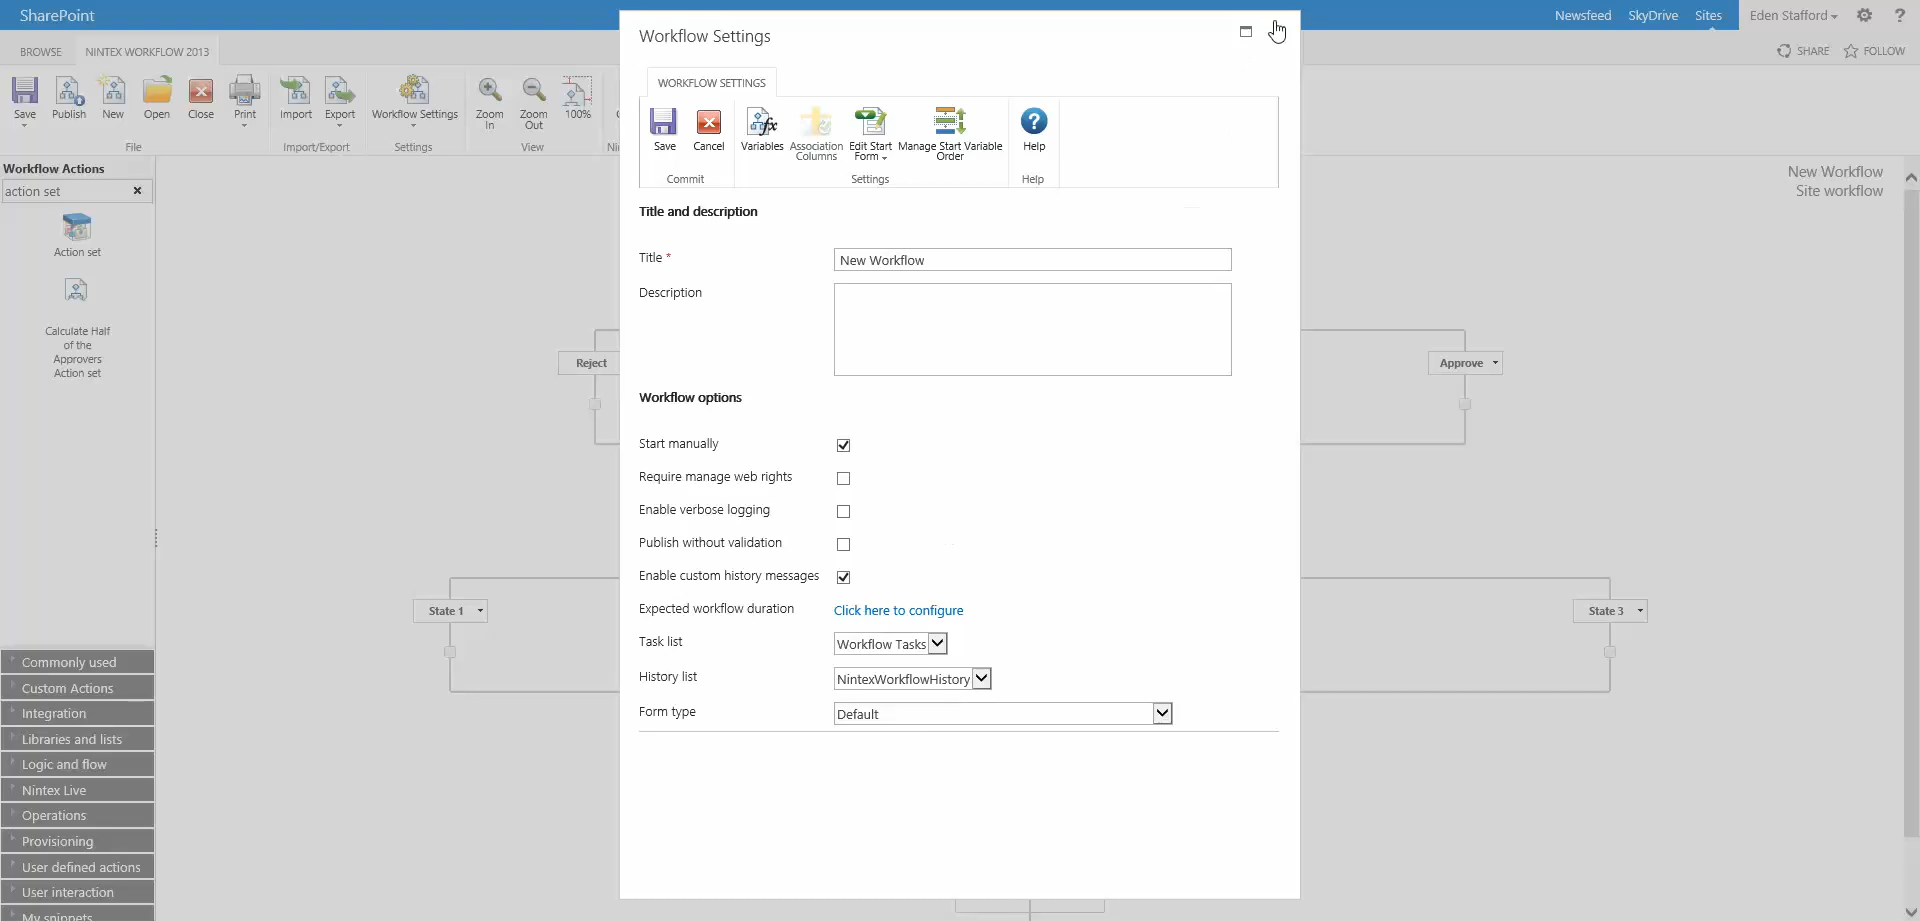 SharePoint
Newsfeed SkyDrive Sites Eden Stafford ?
BROWSE NINTEX WORKFLOW 2013
SHARE FOLLOW
Save Publish New Open Close Print Import Export Workflow Settings Zoom In Zoom Out 100%
File Import/Export Settings View
Workflow Actions
action set
Action set
Calculate Half
of the
Approvers
Action set
Commonly used
Custom Actions
Integration
Libraries and lists
Logic and flow
Nintex Live
Operations
Provisioning
User defined actions
User interaction
My snippets
Reject
State 1
Workflow Settings
WORKFLOW SETTINGS
Save Cancel Variables Association Columns Edit Start Form Manage Start Variable Order Help
Commit Settings Help
Title and description
Title * New Workflow
Description
Workflow options
Start manually
Require manage web rights
Enable verbose logging
Publish without validation
Enable custom history messages
Expected workflow duration Click here to configure
Task list Workflow Tasks
History list NintexWorkflowHistory
Form type Default
New Workflow
Site workflow
Approve
State 3